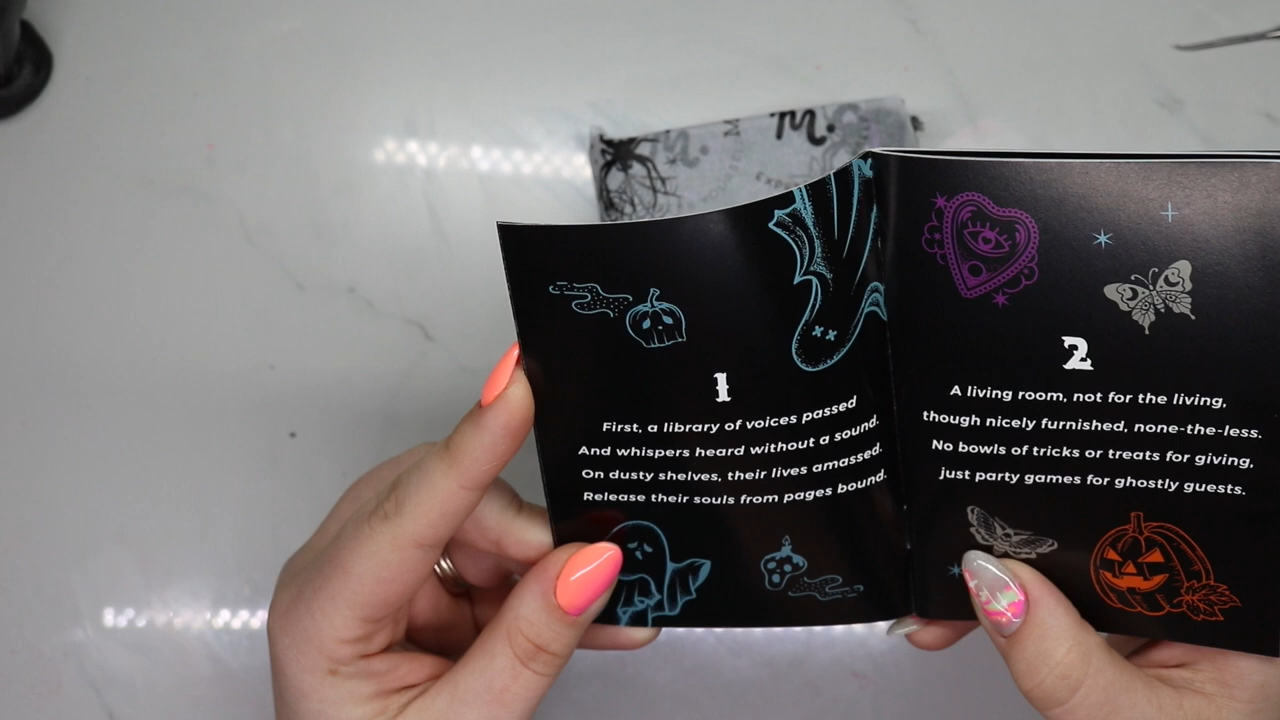 m.
1
First, a library of voices passed
And whispers heard without a sound.
On dusty shelves, their lives amassed.
Release their souls from pages bound.
2
A living room, not for the living,
though nicely furnished, none-the-less.
No bowls of tricks or treats for giving,
just party games for ghostly guests.